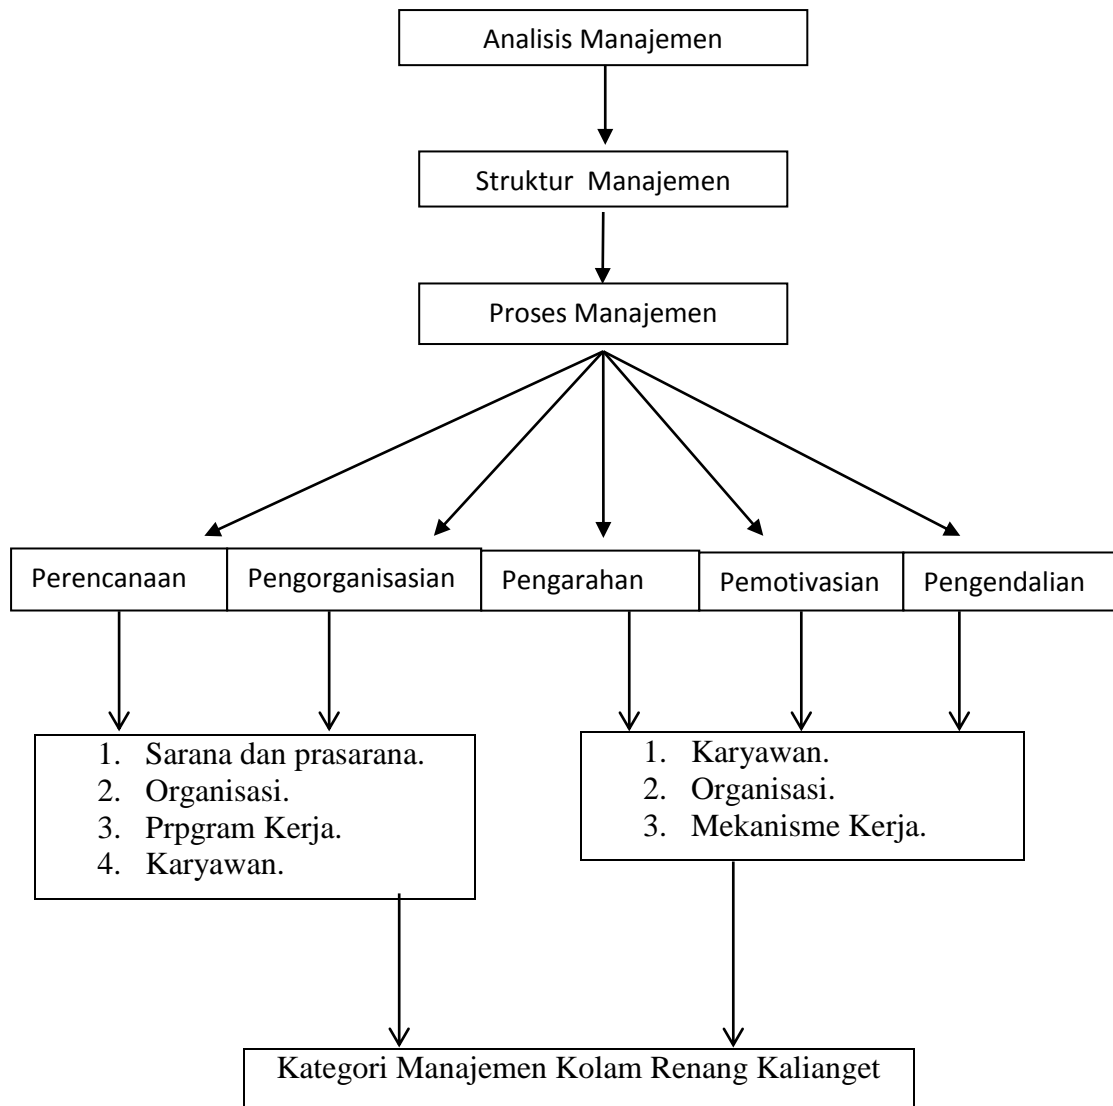 Analisis Manajemen
Struktur Manajemen
Proses Manajemen
Perencanaan
Pengorganisasian
Pengarahan
Pemotivasian
Pengendalian
1. Sarana dan prasarana.
2. Organisasi.
3. Prpgram Kerja.
4. Karyawan.
1. Karyawan.
2. Organisasi.
3. Mekanisme Kerja.
Kategori Manajemen Kolam Renang Kalianget